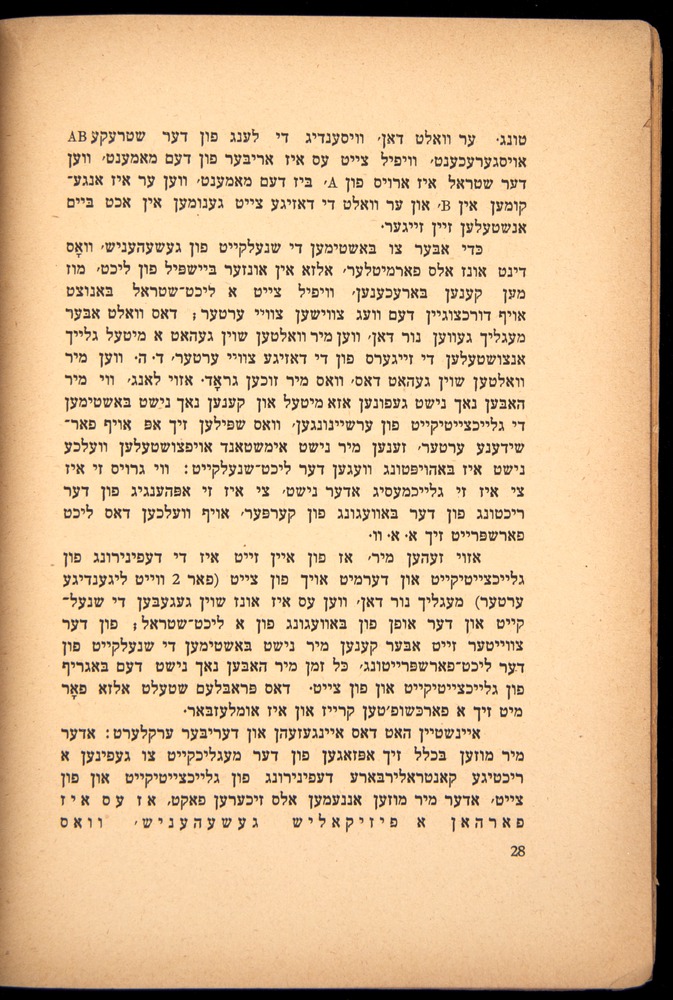 טונג. ער וואלט דאן, וויסענדיג די לענג פון דער שטרעקע AB
אויסגערעכענט, וויפיל צייט עס איז אריבער פון דעם מאמענט, ווען
דער שטראל איז ארויס פון A, ביז דעם מאמענט, ווען ער איז אנגע־
קומען אין B, און ער וואלט די דאזיגע צייט גענומען אין אכט ביים
אנשטעלען זיין זייגער.
כדי אבער צו באשטימען די שנעלקייט פון געשעהעניש, וואָס
דינט אונז אלס פארמיטלער, אלזא אין אונזער ביישפיל פון ליכט, מוז
מען קענען בארעכענען, וויפיל צייט א ליכט־שטראל באנוצט
אויף דורכצוגיין דעם וועג צווישען צוויי ערטער; דאס וואלט אבער
מעגליך געווען נור דאן, ווען מיר וואלטען שוין געהאט א מיטעל גלייך
אנצושטעלען די זייגערס פון די דאזיגע צוויי ערטער, ד. ה. ווען מיר
וואלטען שוין געהאט דאס, וואס מיר זוכען גראָד. אזוי לאנג, ווי מיר
האבען נאך נישט געפונען אזא מיטעל און קענען נאך נישט באשטימען
די גלייכצייטיקייט פון ערשיינונגען, וואס שפילען זיך אפ אויף פאר־
שידענע ערטער, זענען מיר נישט אימשטאנד אויפצושטעלען וועלכע
נישט איז באהויפטונג וועגען דער ליכט־שנעלקייט: ווי גרויס זי איז
צי איז זי גלייכמעסיג אדער נישט, צי איז זי אפהענגיג פון דער
ריכטונג פון דער באוועגונג פון קערפער, אויף וועלכען דאס ליכט
פארשפרייט זיך א. א. וו.
אזוי זעהען מיר, אז פון איין זייט איז די דעפינירונג פון
גלייכצייטיקייט און דערמיט אויך פון צייט (פאר 2 ווייט ליגענדיגע
ערטער) מעגליך נור דאן, ווען עס איז אונז שוין געגעבען די שנעל־
קייט און דער אופן פון באוועגונג פון א ליכט־שטראל; פון דער
צווייטער זייט אבער קענען מיר נישט באשטימען די שנעלקייט פון
דער ליכט־פארשפרייטונג, כל זמן מיר האבען נאך נישט דעם באגריף
פון גלייכצייטיקייט און פון צייט. דאס פראבלעם שטעלט אלזא פאָר
מיט זיך א פארכשופ׳טען קרייז און איז אומלעזבאר.
איינשטיין האט דאס איינגעזעהן און דעריבער ערקלערט: אדער
מיר מוזען בכלל זיך אפזאגען פון דער מעגליכקייט צו געפינען א
ריכטיגע קאנטראלירבארע דעפינירונג פון גלייכצייטיקייט און פון
צייט, אדער מיר מוזען אננעמען אלס זיכערען פאקט, אז עס איז
פארהאן א פיזיקאליש געשעהעניש, וואס
28